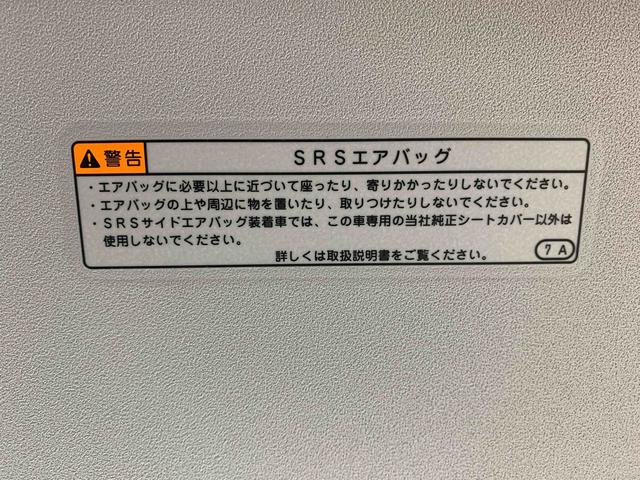 警告 SRSエアバッグ
・エアバッグに必要以上に近づいて座ったり、寄りかかったりしないでください。
・エアバッグの上や周辺に物を置いたり、取りつけたりしないでください。
・SRSサイドエアバッグ装着車では、この車専用の当社純正シートカバー以外は
使用しないでください。
詳しくは取扱説明書をご覧ください。 7A